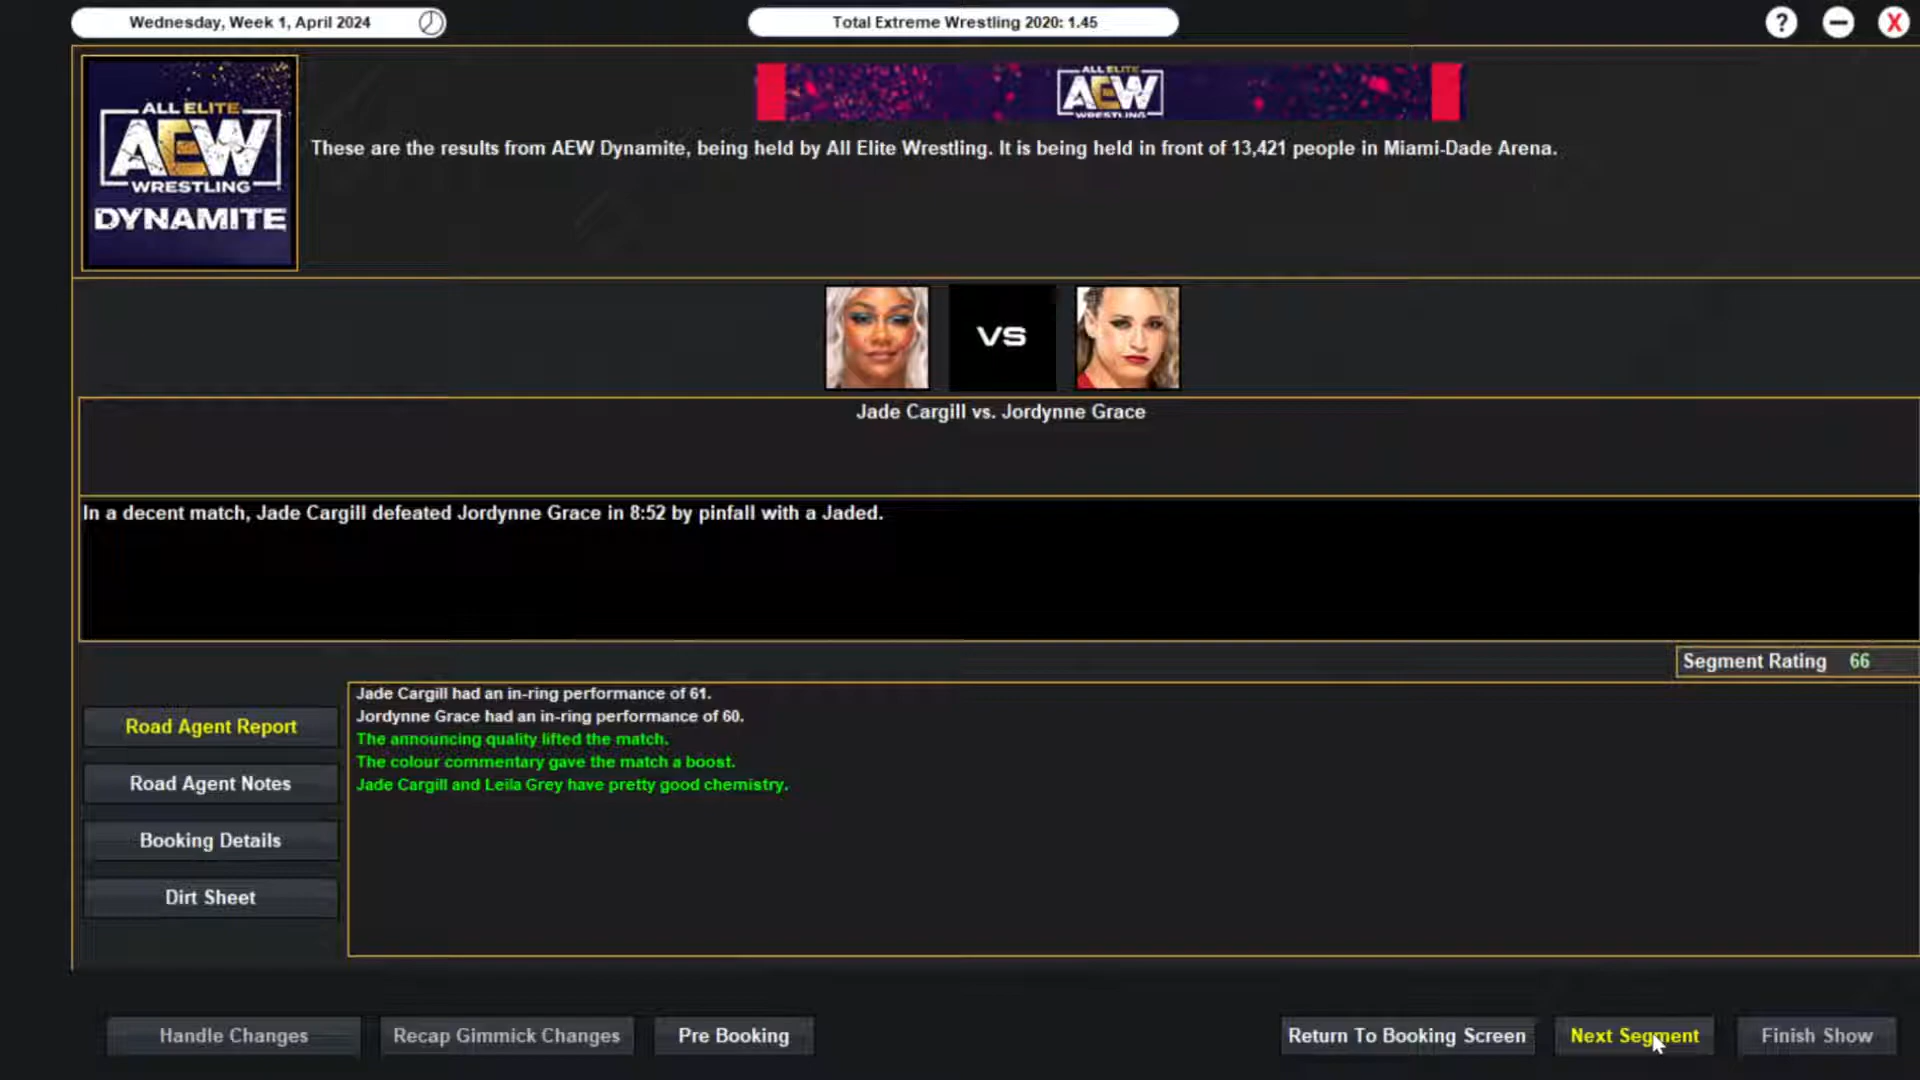 Wednesday, Week 1, April 2024
Total Extreme Wrestling 2020: 1.45
?
X
ALL ELITE
AEW
WRESTLING
DYNAMITE
ALL ELITE
AEW
WRESTLING
These are the results from AEW Dynamite, being held by All Elite Wrestling. It is being held in front of 13,421 people in Miami-Dade Arena.
VS
Jade Cargill vs. Jordynne Grace
In a decent match, Jade Cargill defeated Jordynne Grace in 8:52 by pinfall with a Jaded.
Segment Rating 66
Road Agent Report
Road Agent Notes
Booking Details
Dirt Sheet
Jade Cargill had an in-ring performance of 61.
Jordynne Grace had an in-ring performance of 60.
The announcing quality lifted the match.
The colour commentary gave the match a boost.
Jade Cargill and Leila Grey have pretty good chemistry.
Handle Changes
Recap Gimmick Changes
Pre Booking
Return To Booking Screen
Next Segment
Finish Show